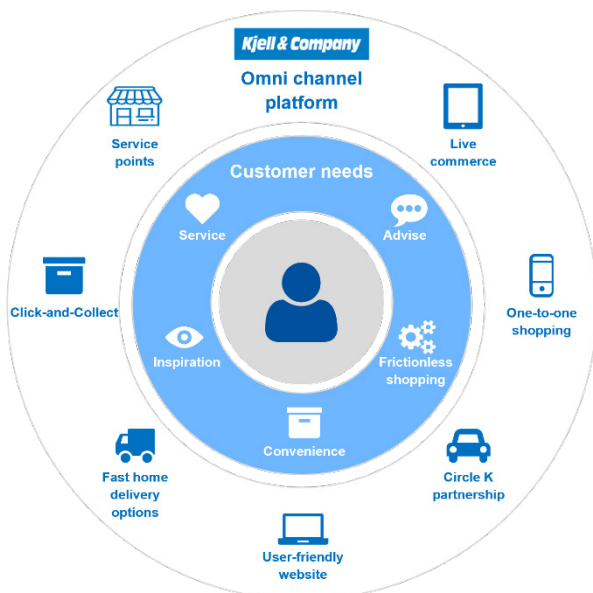 Kjell & Company
Omni channel
platform
Service
points
Live
commerce
Customer needs
Service
Advise
Click-and-Collect
One-to-one
shopping
Inspiration
Frictionless
shopping
Convenience
Fast home
delivery
options
Circle K
partnership
User-friendly
website